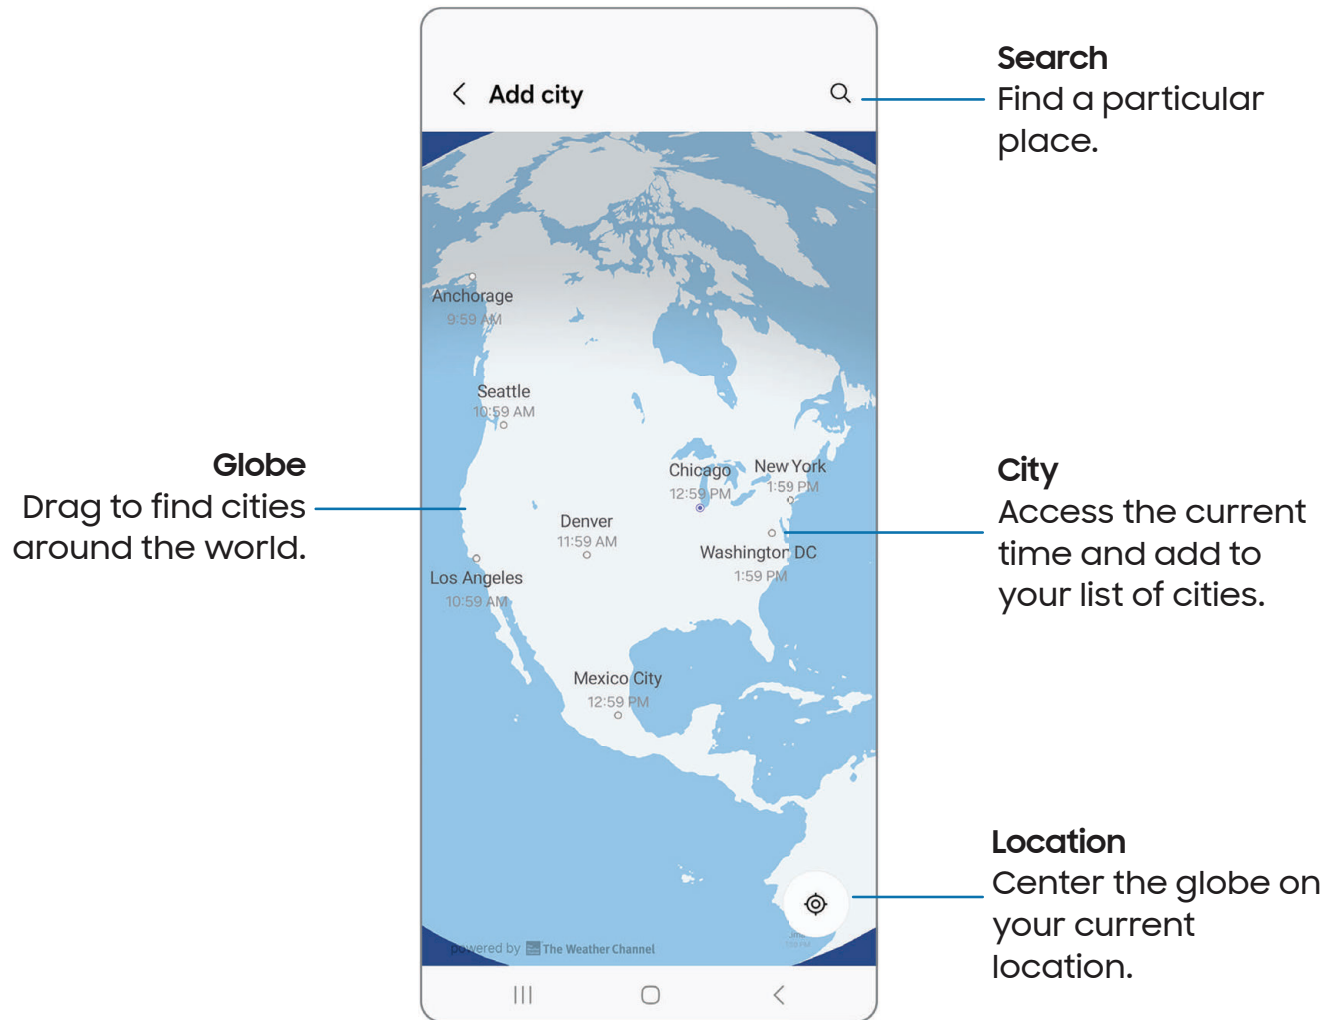 Add city
Search
Find a particular
place.
Anchorage
9:59 AM
Seattle
10:59 AM
Globe
Drag to find cities
around the world.
Chicago
12:59 PM
New York
1:59 PM
City
Access the current
time and add to
your list of cities.
Denver
11:59 AM
Washington DC
1:59 PM
Los Angeles
10:59 AM
Mexico City
12:59 PM
Location
Center the globe on
your current
location.
powered by The Weather Channel